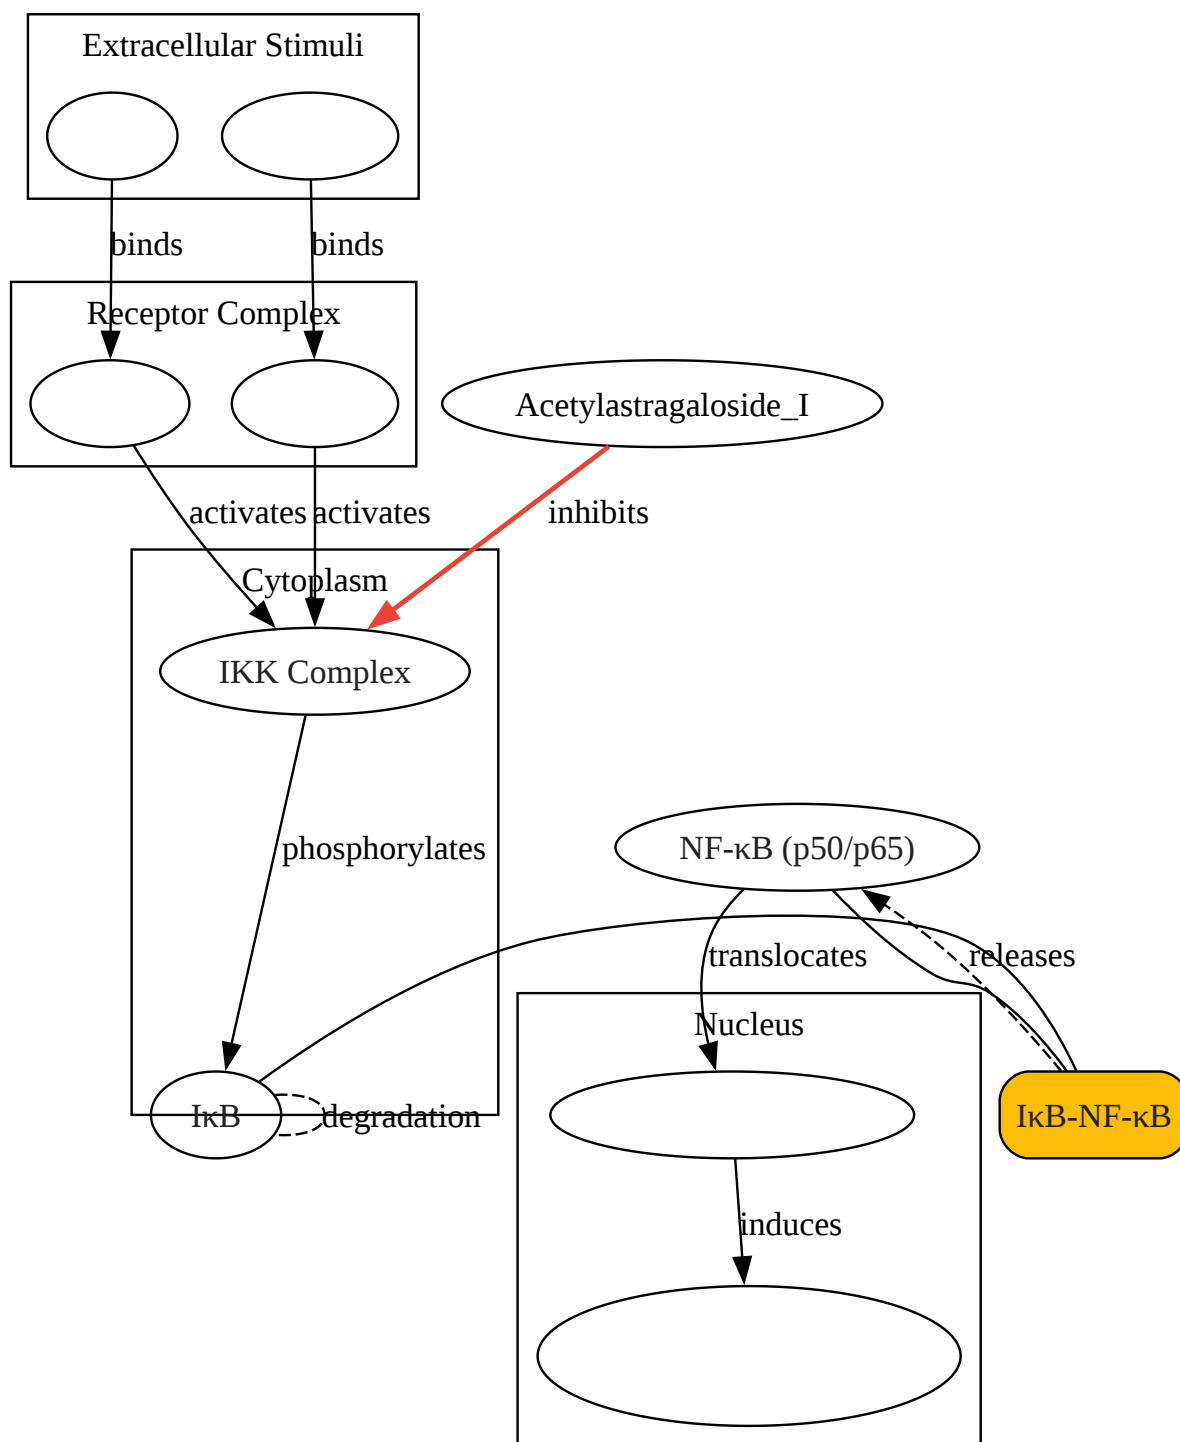 Extracellular Stimuli
binds
binds
Receptor Complex
Acetylastragaloside_I
activates
activates
inhibits
Cytoplasm
IKK Complex
phosphorylates
NF-κB (p50/p65)
translocates
releases
Nucleus
IκB
degradation
IκB-NF-κB
induces